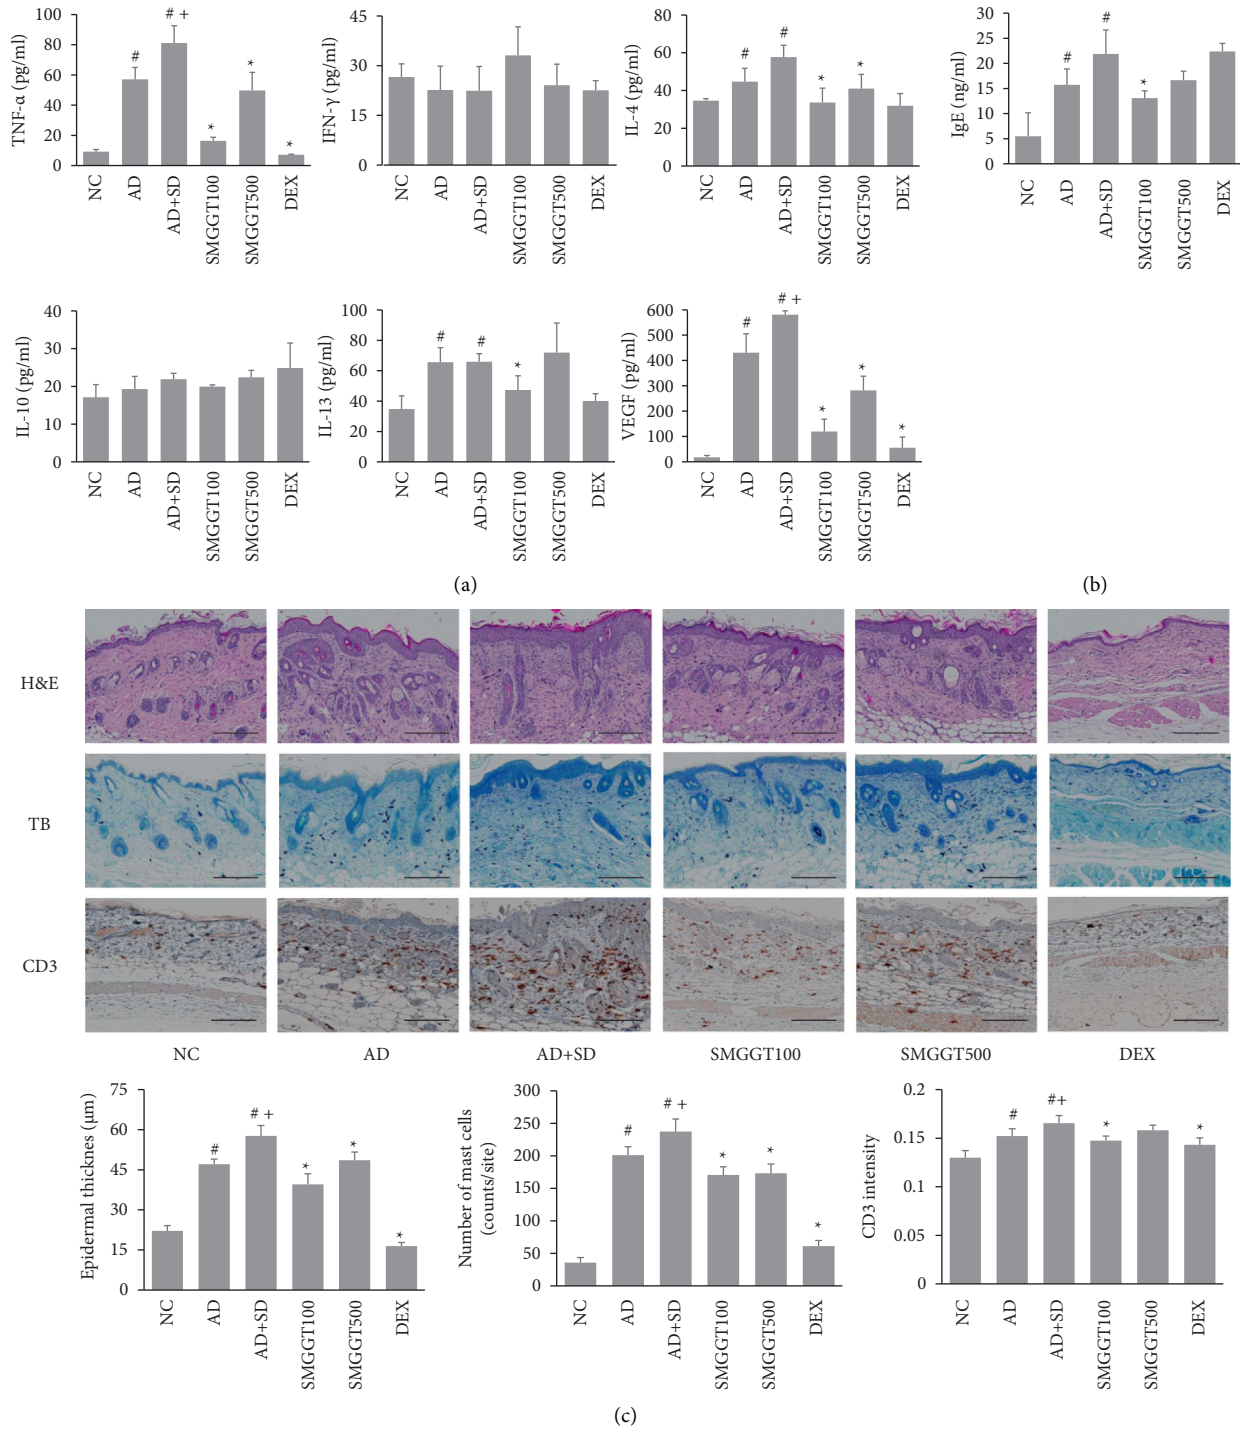 TNF-α (pg/ml)
100
80
60
40
20
0
# +
#
*
*
*
NC
AD
AD+SD
SMGGT100
SMGGT500
DEX
IFN-γ (pg/ml)
45
30
15
0
NC
AD
AD+SD
SMGGT100
SMGGT500
DEX
IL-4 (pg/ml)
80
60
40
20
0
#
#
*
*
NC
AD
AD+SD
SMGGT100
SMGGT500
DEX
IgE (ng/ml)
30
25
20
15
10
5
0
#
#
*
NC
AD
AD+SD
SMGGT100
SMGGT500
DEX
IL-10 (pg/ml)
40
30
20
10
0
NC
AD
AD+SD
SMGGT100
SMGGT500
DEX
IL-13 (pg/ml)
100
80
60
40
20
0
#
#
*
NC
AD
AD+SD
SMGGT100
SMGGT500
DEX
VEGF (pg/ml)
600
500
400
300
200
100
0
#
# +
*
*
*
NC
AD
AD+SD
SMGGT100
SMGGT500
DEX
(a)
(b)
H&E
TB
CD3
NC AD AD+SD SMGGT100 SMGGT500 DEX
Epidermal thicknes (μm)
75
60
45
30
15
0
#
# +
*
*
*
NC
AD
AD+SD
SMGGT100
SMGGT500
DEX
Number of mast cells
(counts/site)
300
250
200
150
100
50
0
#
# +
*
*
*
NC
AD
AD+SD
SMGGT100
SMGGT500
DEX
CD3 intensity
0.2
0.15
0.1
0.05
0
#
#+
*
*
NC
AD
AD+SD
SMGGT100
SMGGT500
DEX
(c)